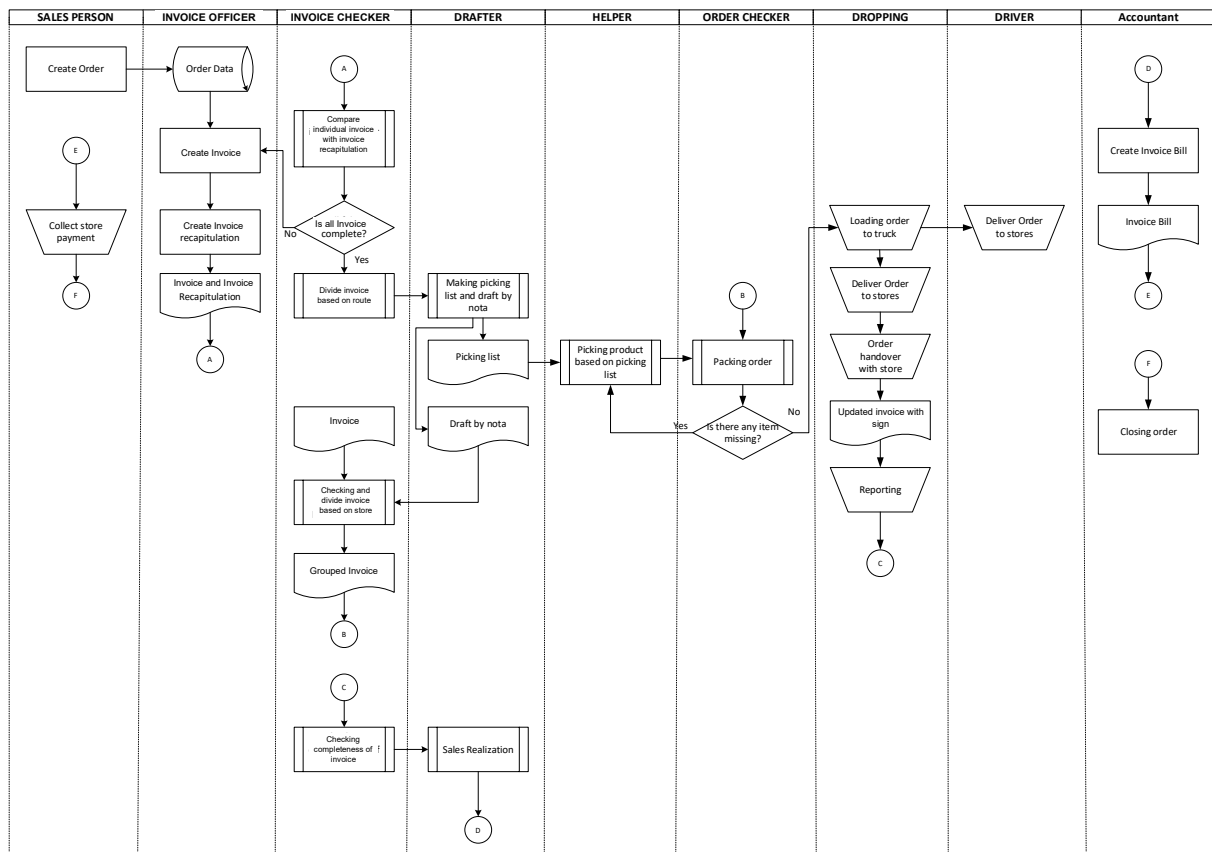 SALES PERSON
INVOICE OFFICER
INVOICE CHECKER
DRAFTER
HELPER
ORDER CHECKER
DROPPING
DRIVER
Accountant
Create Order
E
Collect store
payment
F
Order Data
Create Invoice
Create Invoice
recapitulation
Invoice and Invoice
Recapitulation
A
A
Compare
individual invoice
with invoice
recapitulation
Is all Invoice
complete?
No
Yes
Divide invoice
based on route
Invoice
Checking and
divide invoice
based on store
Grouped Invoice
B
C
Checking
completeness of
invoice
Making picking
list and draft by
nota
Picking list
Draft by nota
Sales Realization
D
Picking product
based on picking
list
B
Packing order
Is there any item
missing?
Yes
No
Loading order
to truck
Deliver Order
to stores
Order
handover
with store
Updated invoice with
sign
Reporting
C
Deliver Order
to stores
D
Create Invoice Bill
Invoice Bill
E
F
Closing order